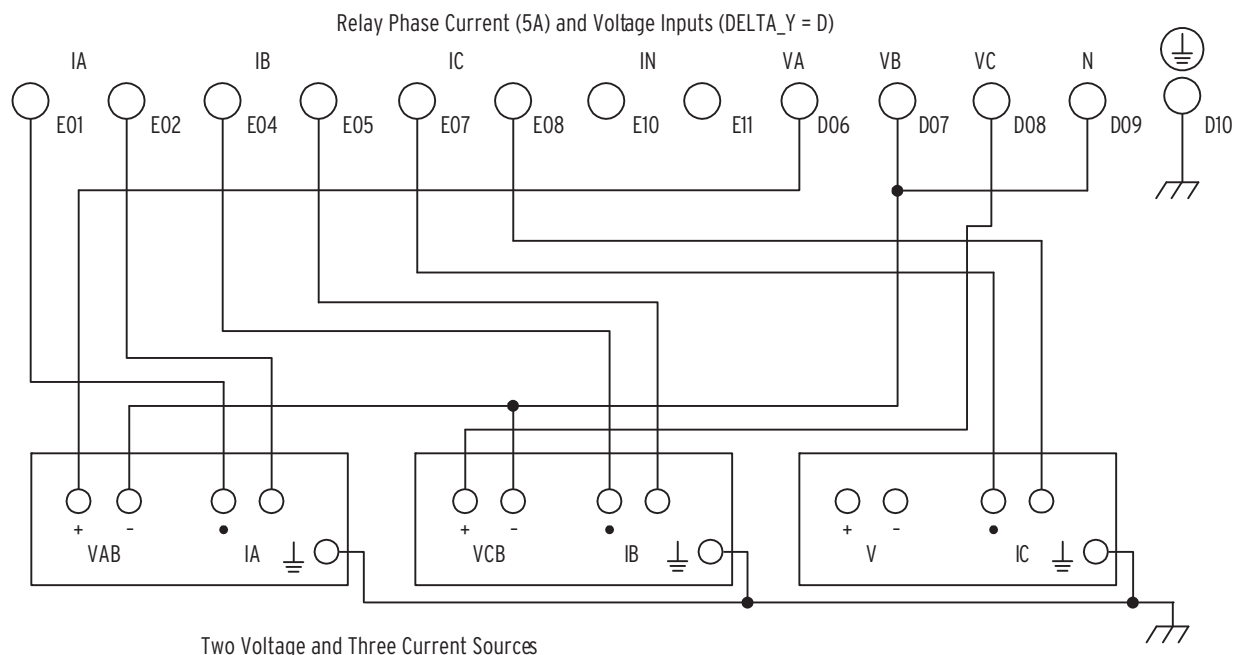 Relay Phase Current (5A) and Voltage Inputs (DELTA_Y = D)
IA IB IC IN VA VB VC N
E01 E02 E04 E05 E07 E08 E10 E11 D06 D07 D08 D09 D10
+ - + - + -
VAB IA VCB IB V IC
Two Voltage and Three Current Sources